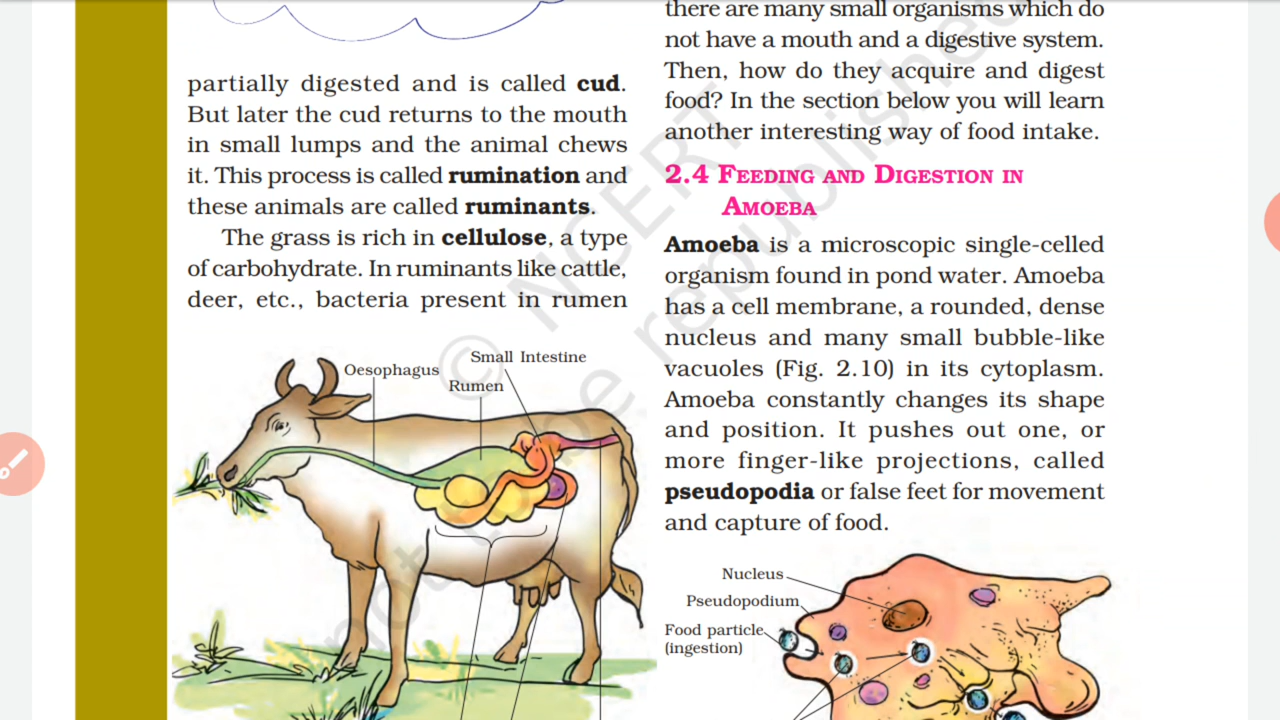 partially digested and is called cud.
But later the cud returns to the mouth
in small lumps and the animal chews
it. This process is called rumination and
these animals are called ruminants.
The grass is rich in cellulose, a type
of carbohydrate. In ruminants like cattle,
deer, etc., bacteria present in rumen
Small Intestine
Oesophagus
Rumen
there are many small organisms which do
not have a mouth and a digestive system.
Then, how do they acquire and digest
food? In the section below you will learn
another interesting way of food intake.
2.4 FEEDING AND DIGESTION IN
AMOEBA
Amoeba is a microscopic single-celled
organism found in pond water. Amoeba
has a cell membrane, a rounded, dense
nucleus and many small bubble-like
vacuoles (Fig. 2.10) in its cytoplasm.
Amoeba constantly changes its shape
and position. It pushes out one, or
more finger-like projections, called
pseudopodia or false feet for movement
and capture of food.
Nucleus
Pseudopodium
Food particle
(ingestion)
© NCERT
not to be republished